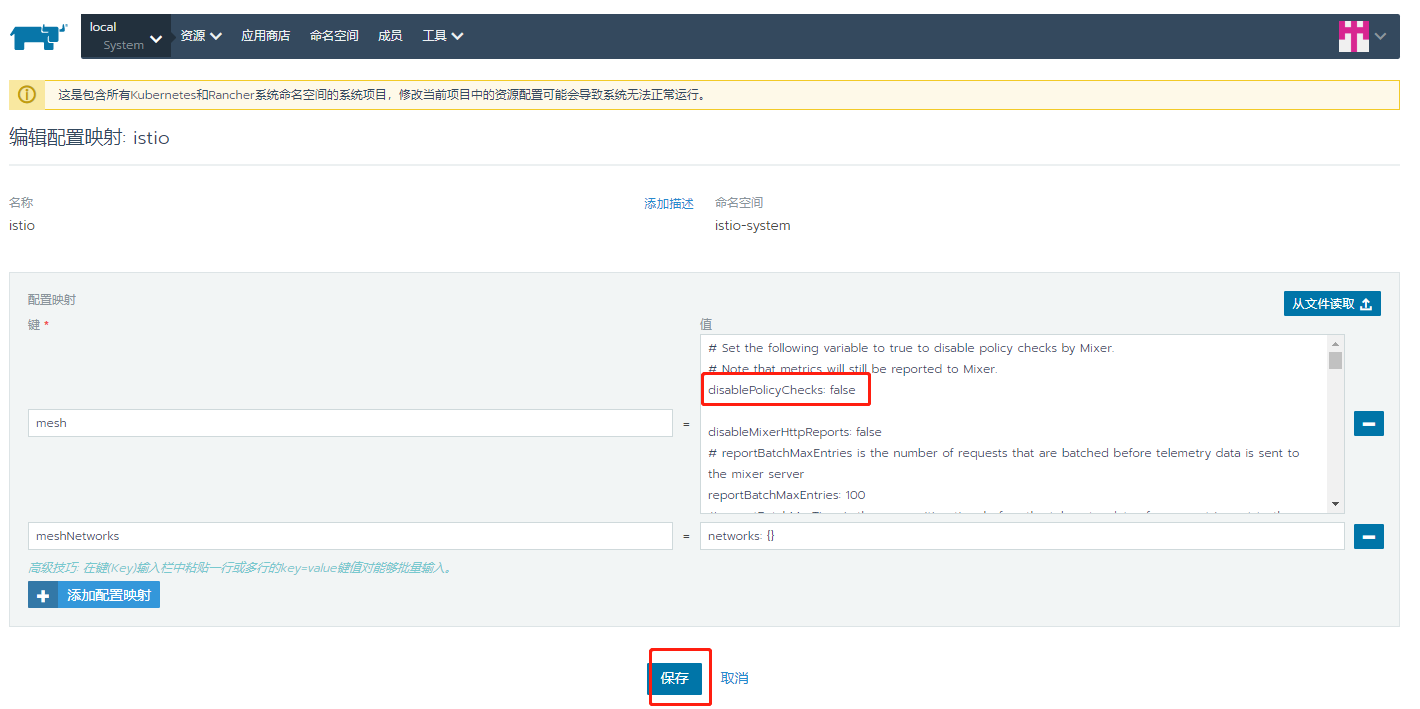 local
System
资源
应用商店
命名空间
成员
工具
这是包含所有Kubernetes和Rancher系统命名空间的系统项目，修改当前项目中的资源配置可能会导致系统无法正常运行。
编辑配置映射: istio
名称
添加描述
命名空间
istio
istio-system
配置映射
从文件读取
键 *
值
# Set the following variable to true to disable policy checks by Mixer.
# Note that metrics will still be reported to Mixer.
disablePolicyChecks: false
mesh
=
disableMixerHttpReports: false
# reportBatchMaxEntries is the number of requests that are batched before telemetry data is sent to
the mixer server
reportBatchMaxEntries: 100
meshNetworks
=
networks: {}
高级技巧: 在键(Key)输入栏中粘贴一行或多行的key=value键值对能够批量输入。
添加配置映射
保存
取消